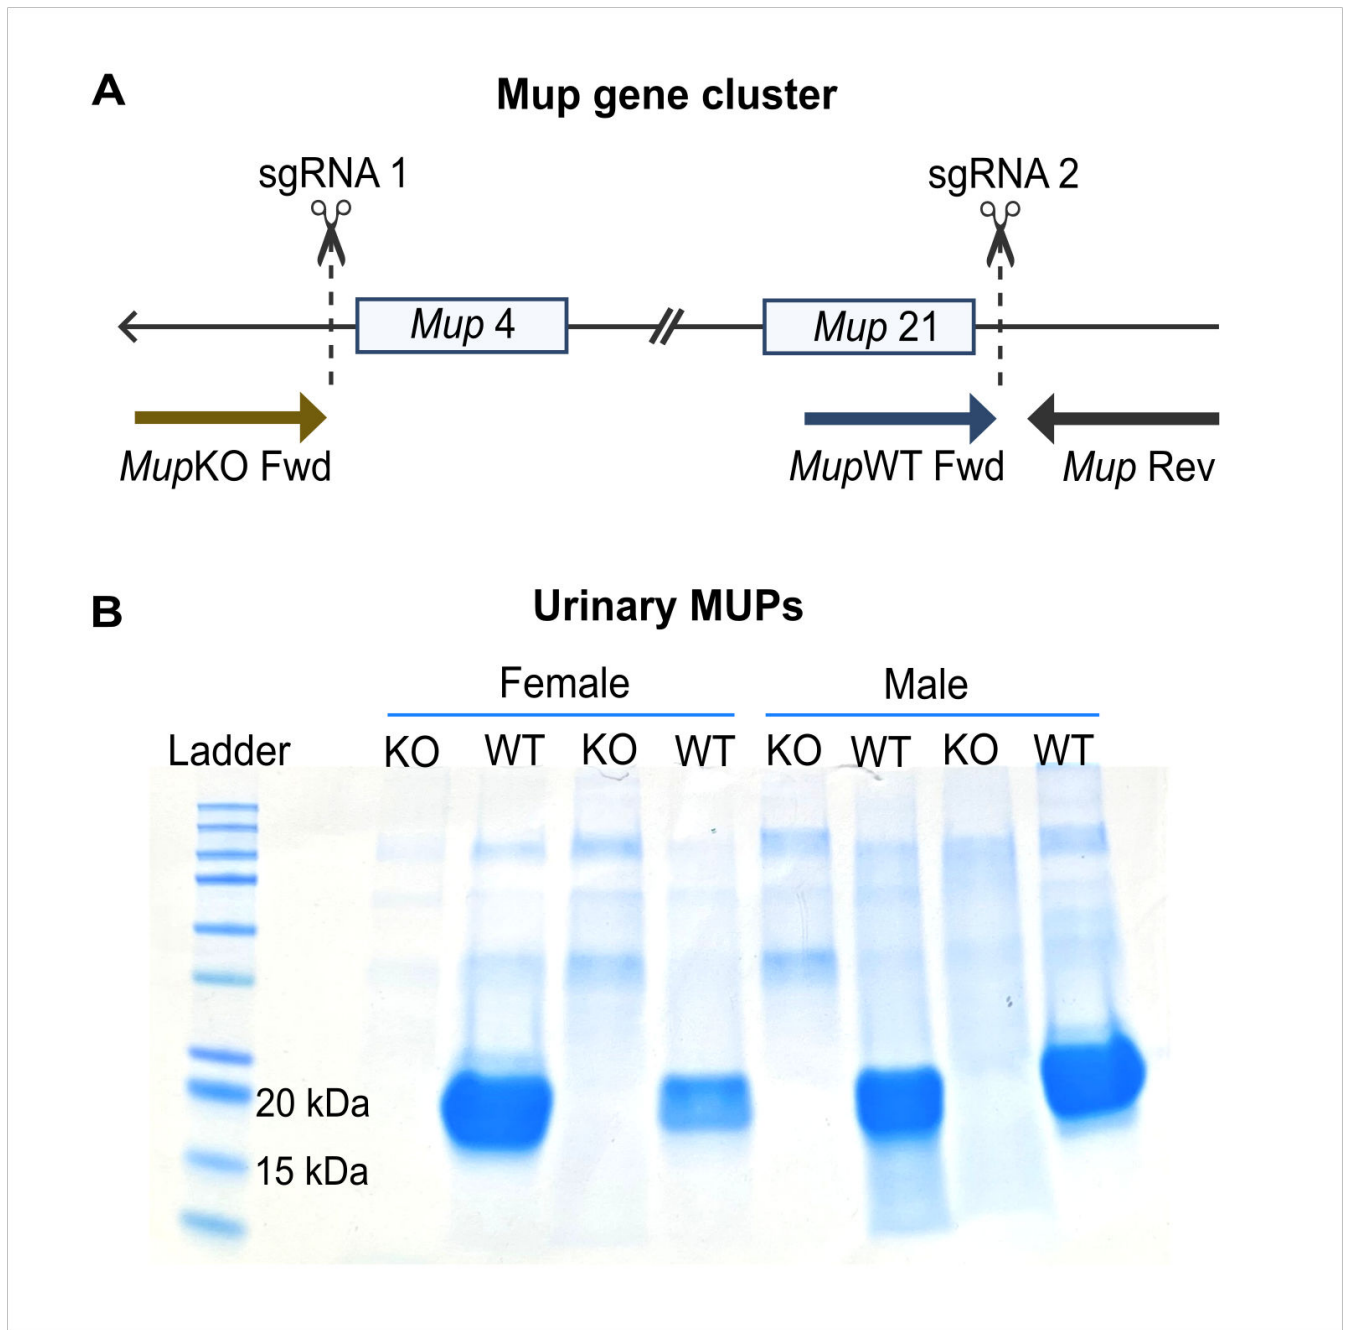 A
Mup gene cluster
sgRNA 1
sgRNA 2
Mup 4
Mup 21
MupKO Fwd
MupWT Fwd
Mup Rev
B
Urinary MUPs
Female
Male
Ladder
KO
WT
KO
WT
KO
WT
KO
WT
20 kDa
15 kDa